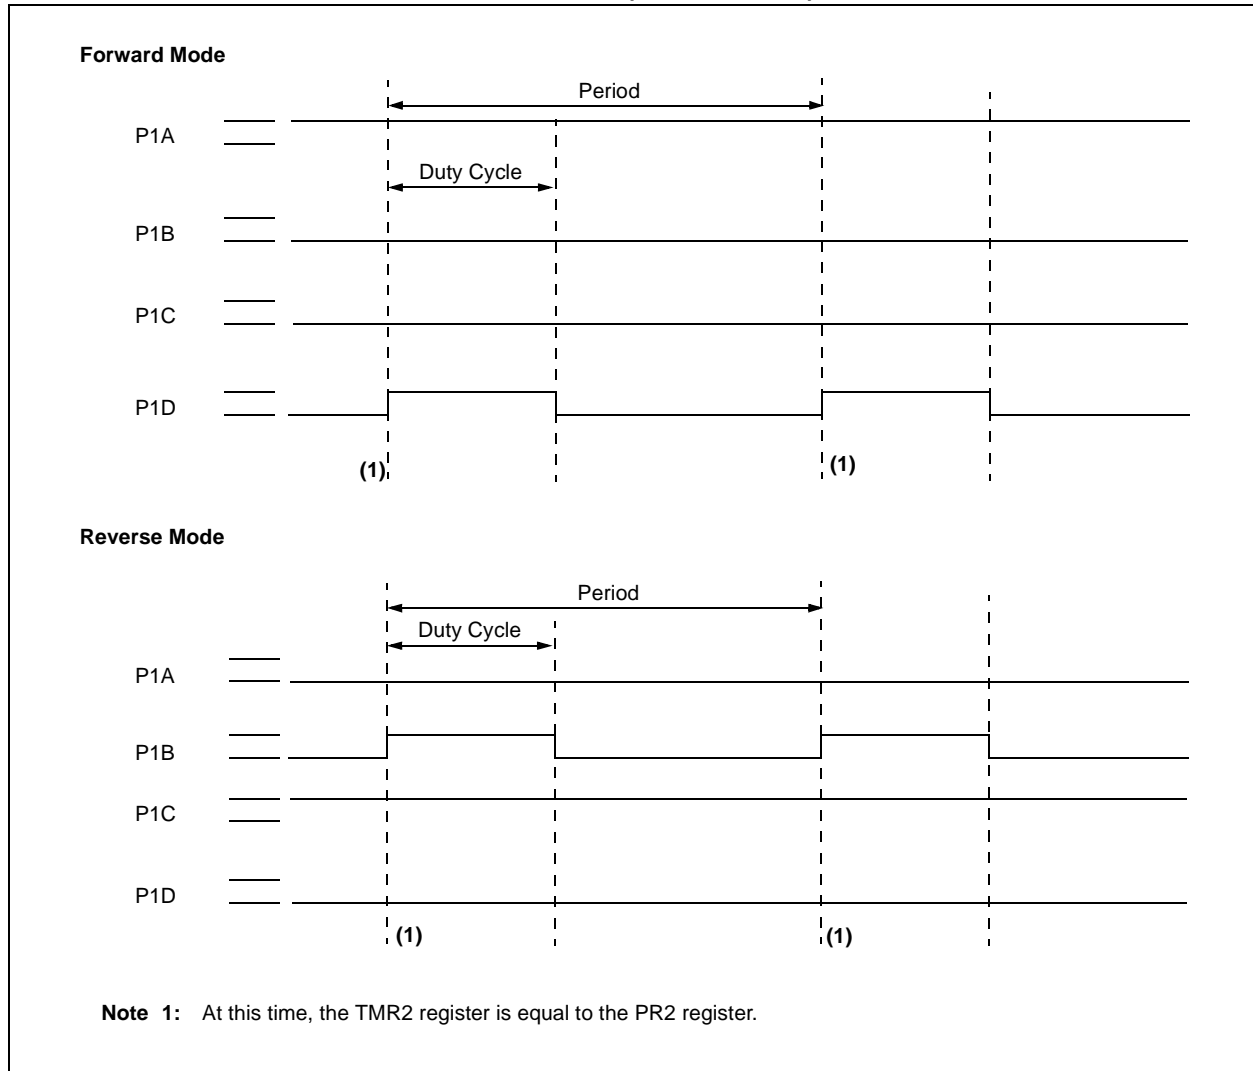 Forward Mode
Period
P1A
Duty Cycle
P1B
P1C
P1D
(1)
(1)
Reverse Mode
Period
Duty Cycle
P1A
P1B
P1C
P1D
(1)
(1)
Note 1: At this time, the TMR2 register is equal to the PR2 register.